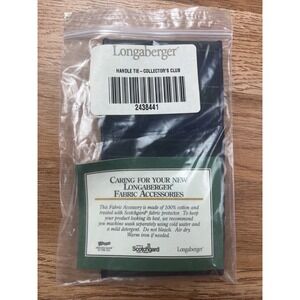 Longaberger®
HANDLE TIE - COLLECTOR'S CLUB
2438441
CARING FOR YOUR NEW
LONGABERGER®
FABRIC ACCESSORIES
This Fabric Accessory is made of 100% cotton and
treated with Scotchgard® fabric protector. To keep
your product looking its best, we recommend
you machine wash separately using cold water and
a mild detergent. Do not bleach. Air dry.
Warm iron if needed.
Scotchgard
Longaberger